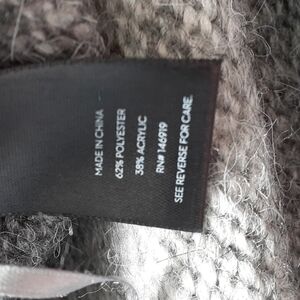 MADE IN CHINA
62% POLYESTER
38% ACRYLIC
RN# 146919
SEE REVERSE FOR CARE.